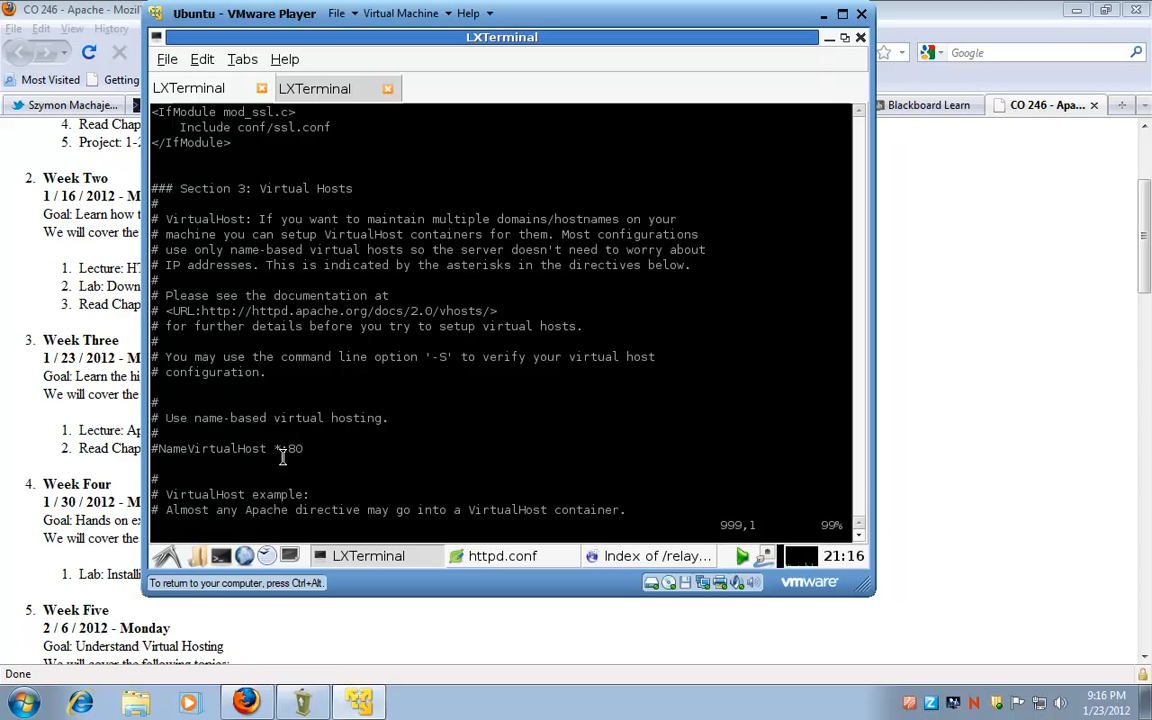 CO 246 - Apache - Mozil
File Edit View History
Google
Most Visited Getting
Szymon Machaje...
Blackboard Learn
CO 246 - Apa...
4. Read Chap
5. Project: 1-2
2. Week Two
1 / 16 / 2012 - M
Goal: Learn how t
We will cover the
1. Lecture: HT
2. Lab: Down
3. Read Chap
3. Week Three
1 / 23 / 2012 - M
Goal: Learn the hi
We will cover the
1. Lecture: Ap
2. Read Chap
4. Week Four
1 / 30 / 2012 - M
Goal: Hands on ex
We will cover the
1. Lab: Installi
5. Week Five
2 / 6 / 2012 - Monday
Goal: Understand Virtual Hosting
We will cover the following topics:
Ubuntu - VMware Player File Virtual Machine Help
LXTerminal
File Edit Tabs Help
LXTerminal LXTerminal
<IfModule mod_ssl.c>
Include conf/ssl.conf
</IfModule>
### Section 3: Virtual Hosts
#
# VirtualHost: If you want to maintain multiple domains/hostnames on your
# machine you can setup VirtualHost containers for them. Most configurations
# use only name-based virtual hosts so the server doesn't need to worry about
# IP addresses. This is indicated by the asterisks in the directives below.
#
# Please see the documentation at
# <URL:http://httpd.apache.org/docs/2.0/vhosts/>
# for further details before you try to setup virtual hosts.
#
# You may use the command line option '-S' to verify your virtual host
# configuration.
#
# Use name-based virtual hosting.
#
#NameVirtualHost *:80
#
# VirtualHost example:
# Almost any Apache directive may go into a VirtualHost container.
999,1 99%
LXTerminal httpd.conf Index of /relay... 21:16
To return to your computer, press Ctrl+Alt.
vmware
Done
9:16 PM
1/23/2012